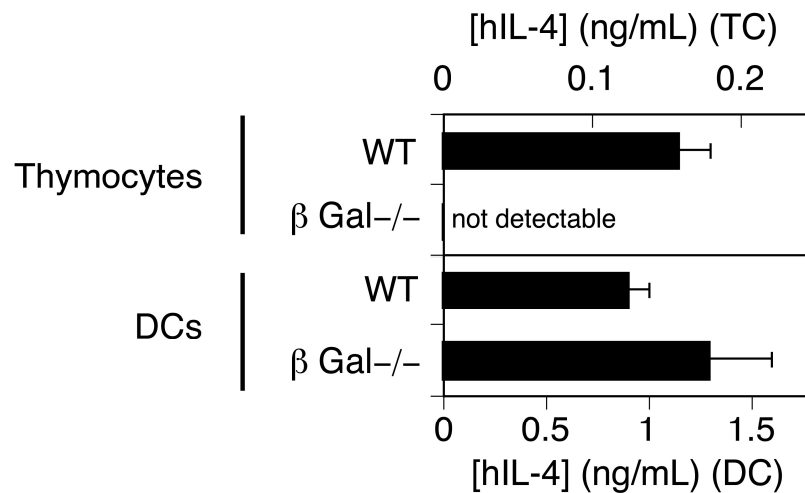 [hIL-4] (ng/mL) (TC)
0 0.1 0.2
Thymocytes
WT
β Gal−/− not detectable
DCs
WT
β Gal−/−
0 0.5 1 1.5
[hIL-4] (ng/mL) (DC)